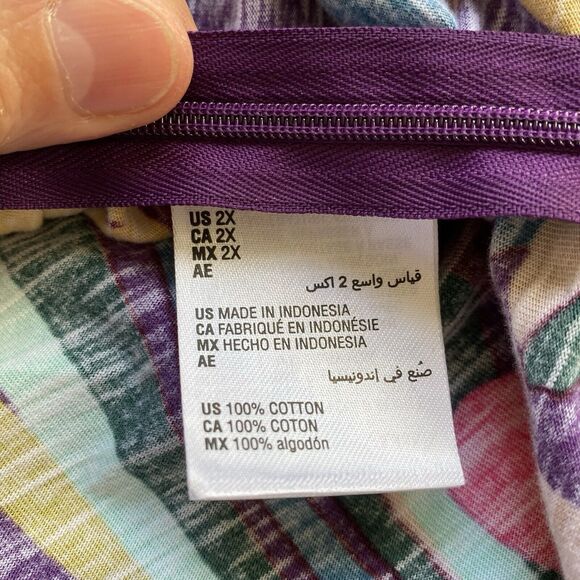 US 2X
CA 2X
MX 2X
AE
قياس واسع 2 اكس
US MADE IN INDONESIA
CA FABRIQUÉ EN INDONÉSIE
MX HECHO EN INDONESIA
AE
صُنع في إندونيسيا
US 100% COTTON
CA 100% COTON
MX 100% algodón